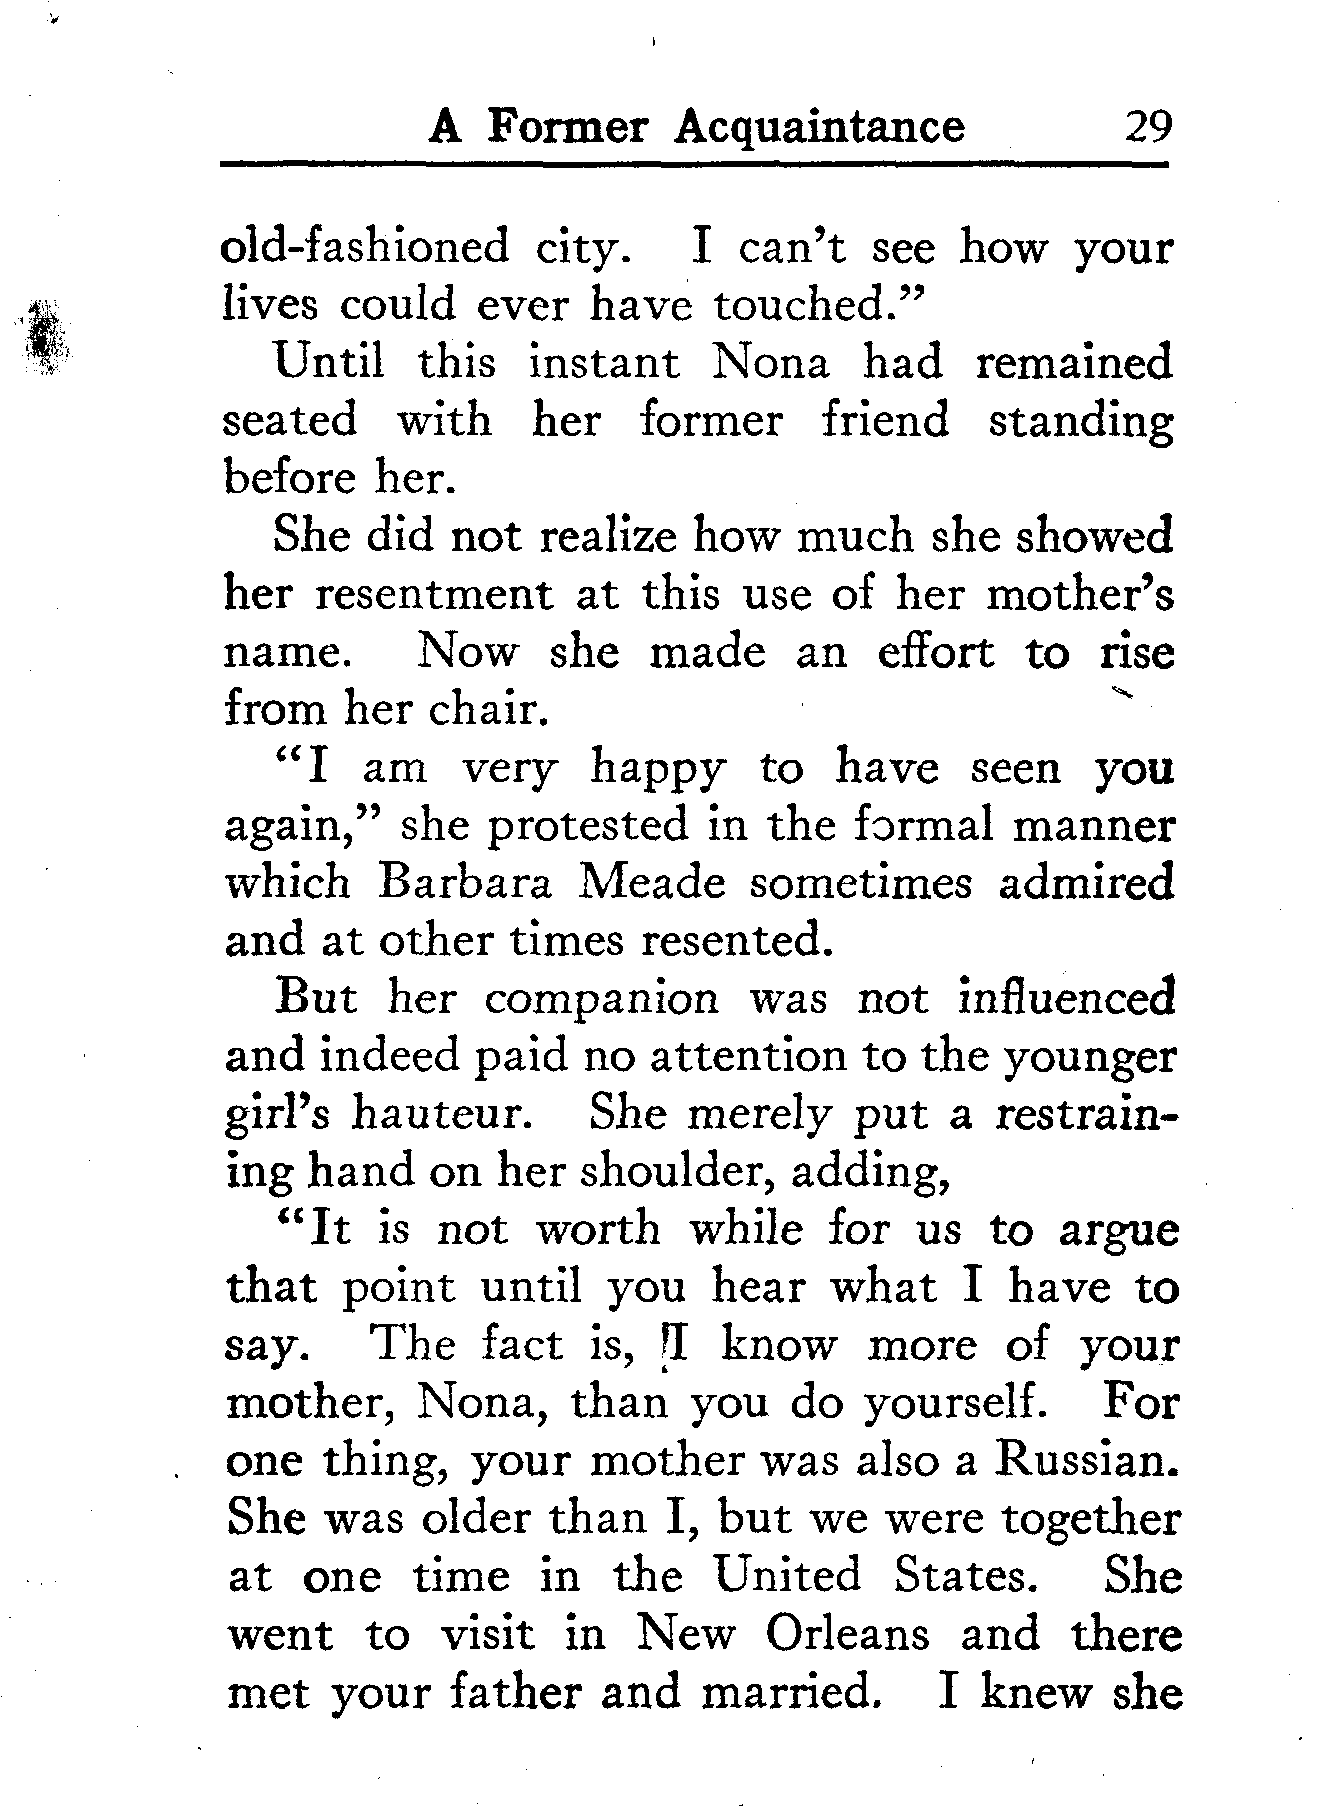 A Former Acquaintance 29
old-fashioned city. I can't see how your
lives could ever have touched."
Until this instant Nona had remained
seated with her former friend standing
before her.
She did not realize how much she showed
her resentment at this use of her mother's
name. Now she made an effort to rise
from her chair.
"I am very happy to have seen you
again," she protested in the formal manner
which Barbara Meade sometimes admired
and at other times resented.
But her companion was not influenced
and indeed paid no attention to the younger
girl's hauteur. She merely put a restrain-
ing hand on her shoulder, adding,
"It is not worth while for us to argue
that point until you hear what I have to
say. The fact is, I know more of your
mother, Nona, than you do yourself. For
one thing, your mother was also a Russian.
She was older than I, but we were together
at one time in the United States. She
went to visit in New Orleans and there
met your father and married. I knew she